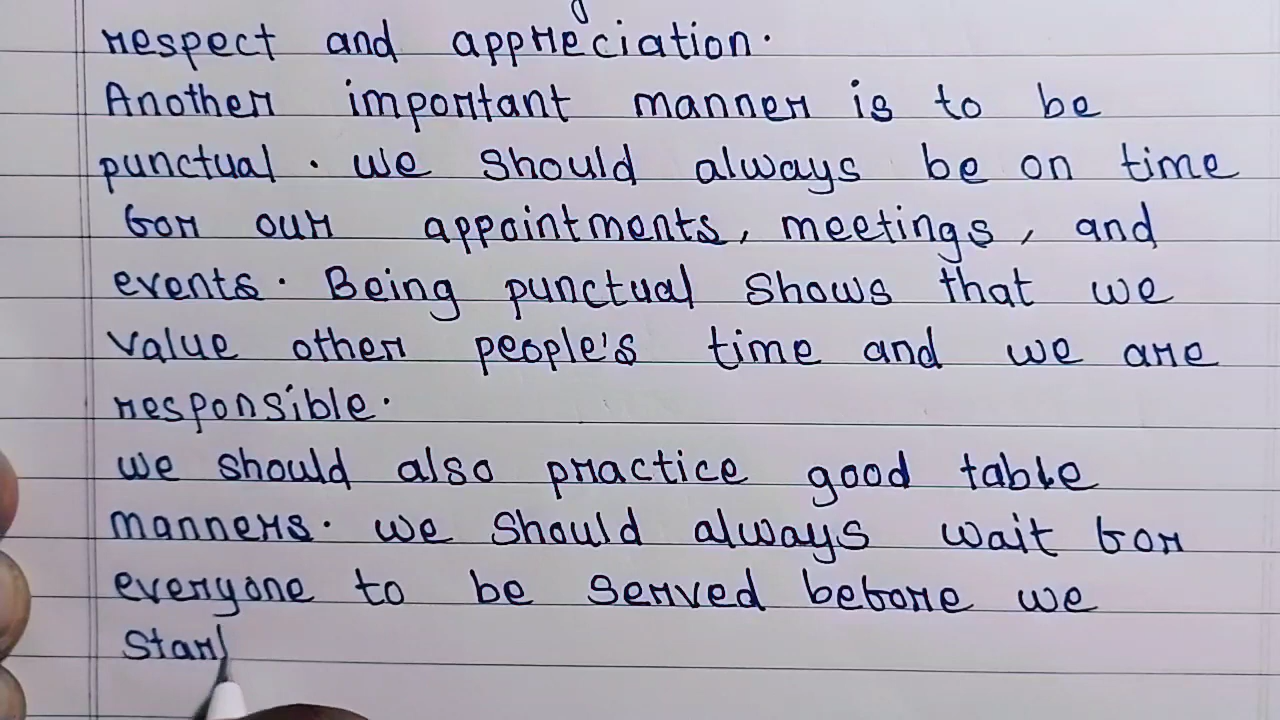 respect and appreciation.
Another important manner is to be
punctual. we should always be on time
for our appointments, meetings, and
events. Being punctual shows that we
value other people's time and we are
responsible.
we should also practice good table
manners. we should always wait for
everyone to be served before we
star